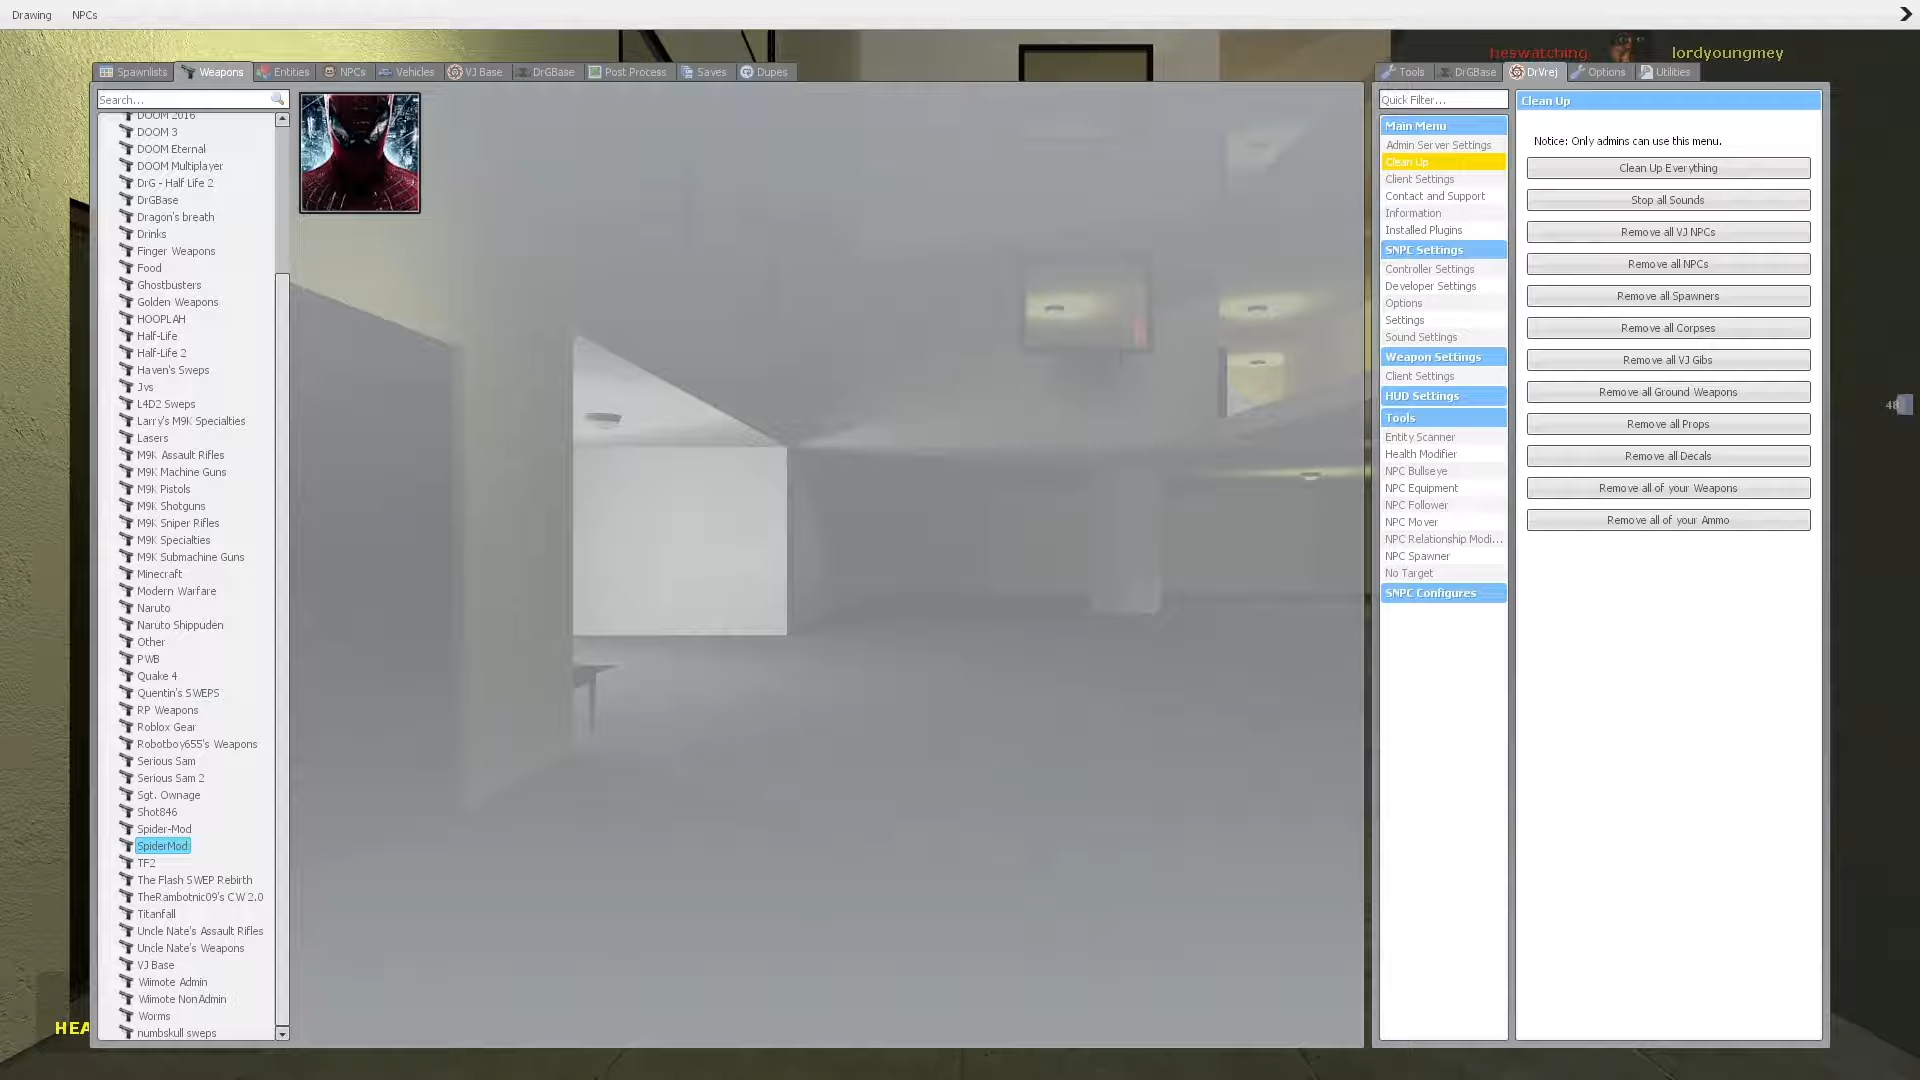 Drawing NPCs
heswatching lordyoungmey
Spawnlists Weapons Entities NPCs Vehicles VJ Base DrGBase Post Process Saves Dupes
Tools DrGBase DrVrej Options Utilities
Search...
DOOM 2016
DOOM 3
DOOM Eternal
DOOM Multiplayer
DrG - Half Life 2
DrGBase
Dragon's breath
Drinks
Finger Weapons
Food
Ghostbusters
Golden Weapons
HOOPLAH
Half-Life
Half-Life 2
Haven's Sweps
Jvs
L4D2 Sweps
Larry's M9K Specialties
Lasers
M9K Assault Rifles
M9K Machine Guns
M9K Pistols
M9K Shotguns
M9K Sniper Rifles
M9K Specialties
M9K Submachine Guns
Minecraft
Modern Warfare
Naruto
Naruto Shippuden
Other
PWB
Quake 4
Quentin's SWEPS
RP Weapons
Roblox Gear
Robotboy655's Weapons
Serious Sam
Serious Sam 2
Sgt. Ownage
Shot846
Spider-Mod
SpiderMod
TF2
The Flash SWEP Rebirth
TheRambotnic09's CW 2.0
Titanfall
Uncle Nate's Assault Rifles
Uncle Nate's Weapons
VJ Base
Wiimote Admin
Wiimote NonAdmin
Worms
numbskull sweps
HEA
Quick Filter...
Main Menu
Admin Server Settings
Clean Up
Client Settings
Contact and Support
Information
Installed Plugins
SNPC Settings
Controller Settings
Developer Settings
Options
Settings
Sound Settings
Weapon Settings
Client Settings
HUD Settings
Tools
Entity Scanner
Health Modifier
NPC Bullseye
NPC Equipment
NPC Follower
NPC Mover
NPC Relationship Modi...
NPC Spawner
No Target
SNPC Configures
Clean Up
Notice: Only admins can use this menu.
Clean Up Everything
Stop all Sounds
Remove all VJ NPCs
Remove all NPCs
Remove all Spawners
Remove all Corpses
Remove all VJ Gibs
Remove all Ground Weapons
Remove all Props
Remove all Decals
Remove all of your Weapons
Remove all of your Ammo
48